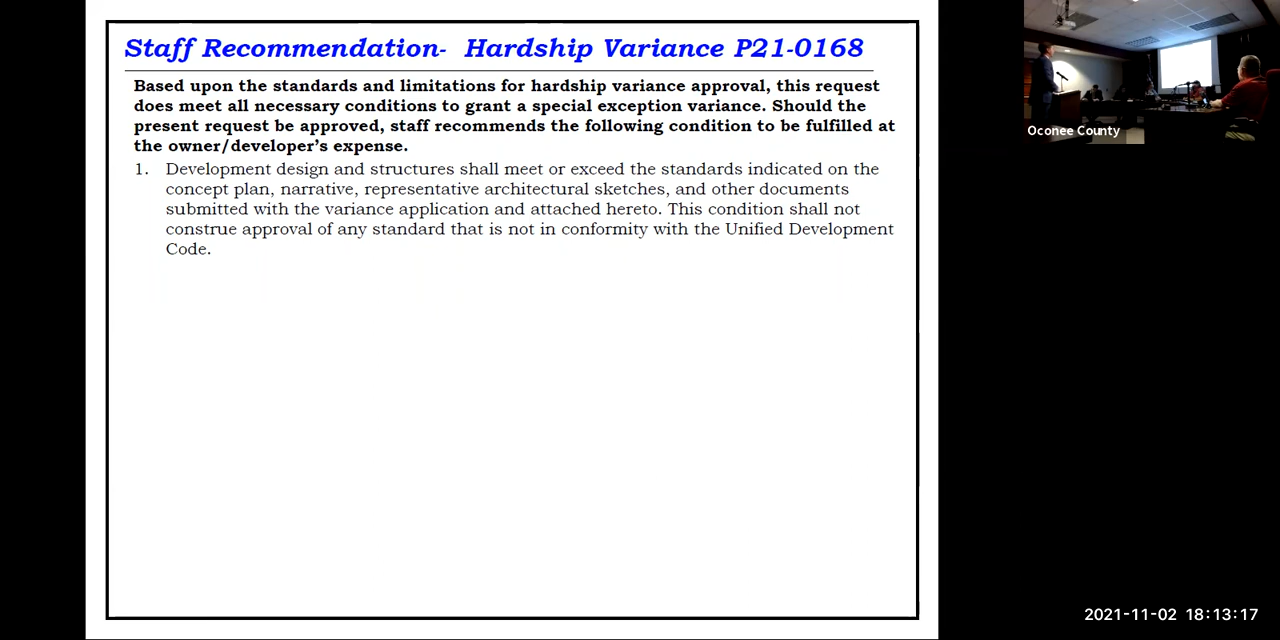 Staff Recommendation-  Hardship Variance P21-0168
Based upon the standards and limitations for hardship variance approval, this request
does meet all necessary conditions to grant a special exception variance. Should the
present request be approved, staff recommends the following condition to be fulfilled at
the owner/developer's expense.
1. Development design and structures shall meet or exceed the standards indicated on the
concept plan, narrative, representative architectural sketches, and other documents
submitted with the variance application and attached hereto. This condition shall not
construe approval of any standard that is not in conformity with the Unified Development
Code.
Oconee County
2021-11-02 18:13:17